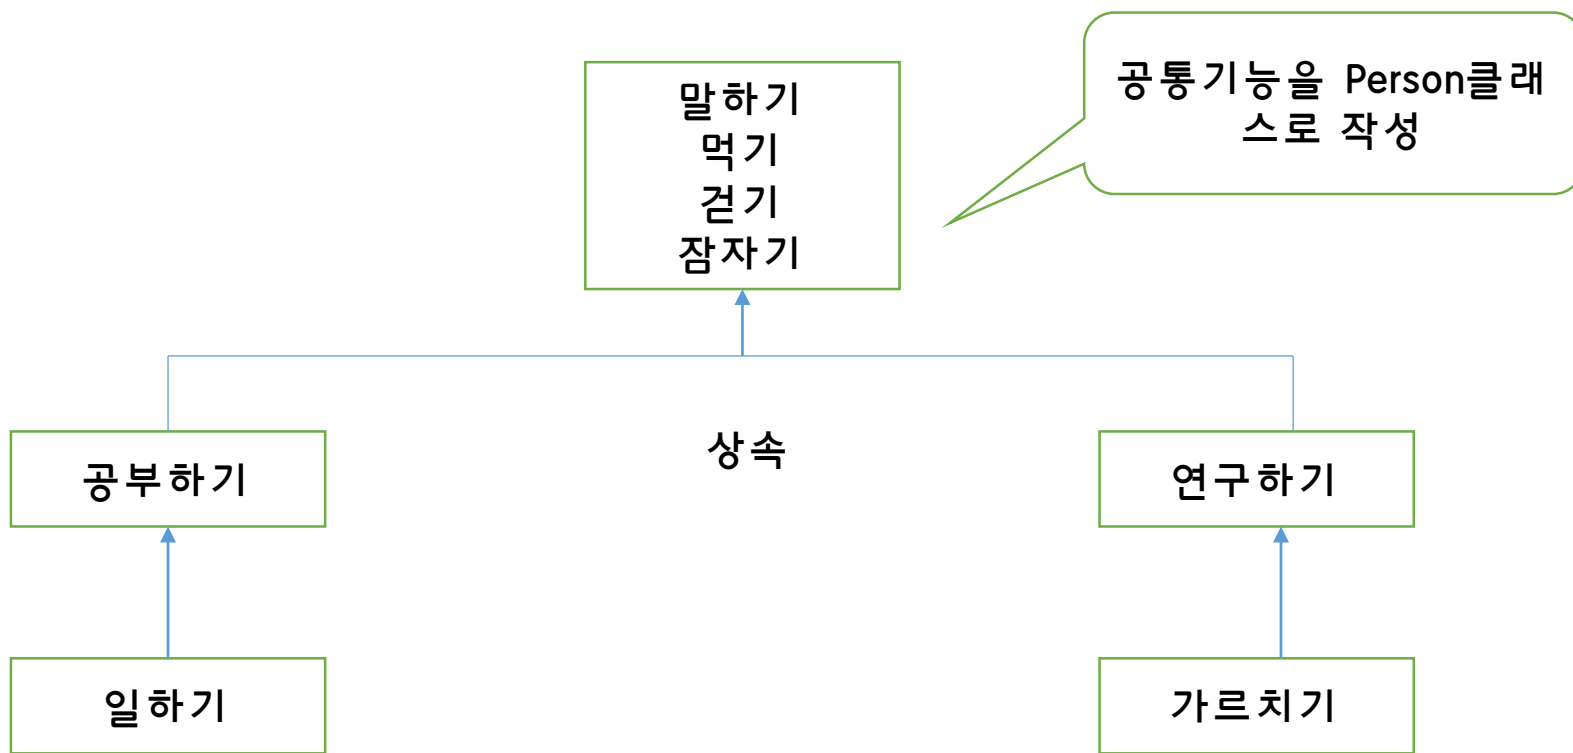 말하기
먹기
걷기
잠자기
공통기능을 Person클래
스로 작성
상속
공부하기
연구하기
일하기
가르치기